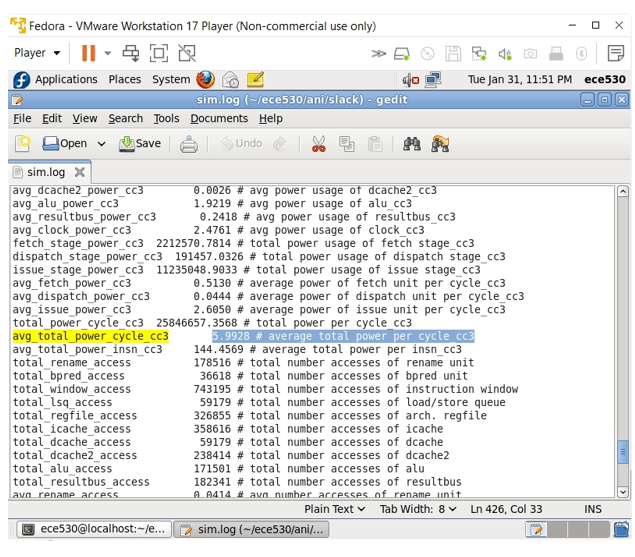 Fedora - VMware Workstation 17 Player (Non-commercial use only)
Player
Applications Places System
Tue Jan 31, 11:51 PM ece530
sim.log (~/ece530/ani/slack) - gedit
File Edit View Search Tools Documents Help
Open Save Undo
sim.log
avg_dcache2_power_cc3 0.0026 # avg power usage of dcache2_cc3
avg_alu_power_cc3 1.9219 # avg power usage of alu_cc3
avg_resultbus_power_cc3 0.2418 # avg power usage of resultbus_cc3
avg_clock_power_cc3 2.4761 # avg power usage of clock_cc3
fetch_stage_power_cc3 2212570.7814 # total power usage of fetch stage_cc3
dispatch_stage_power_cc3 191457.0326 # total power usage of dispatch stage_cc3
issue_stage_power_cc3 11235048.9033 # total power usage of issue stage_cc3
avg_fetch_power_cc3 0.5130 # average power of fetch unit per cycle_cc3
avg_dispatch_power_cc3 0.0444 # average power of dispatch unit per cycle_cc3
avg_issue_power_cc3 2.6050 # average power of issue unit per cycle_cc3
total_power_cycle_cc3 25846657.3568 # total power per cycle_cc3
avg_total_power_cycle_cc3 5.9928 # average total power per cycle_cc3
avg_total_power_insn_cc3 144.4569 # average total power per insn_cc3
total_rename_access 178516 # total number accesses of rename unit
total_bpred_access 36618 # total number accesses of bpred unit
total_window_access 743195 # total number accesses of instruction window
total_lsq_access 59179 # total number accesses of load/store queue
total_regfile_access 326855 # total number accesses of arch. regfile
total_icache_access 358616 # total number accesses of icache
total_dcache_access 59179 # total number accesses of dcache
total_dcache2_access 238414 # total number accesses of dcache2
total_alu_access 171501 # total number accesses of alu
total_resultbus_access 182341 # total number accesses of resultbus
avg_rename_access 0.0414 # avg number accesses of rename unit
Plain Text Tab Width: 8 Ln 426, Col 33 INS
ece530@localhost:~/e... sim.log (~/ece530/ani/...